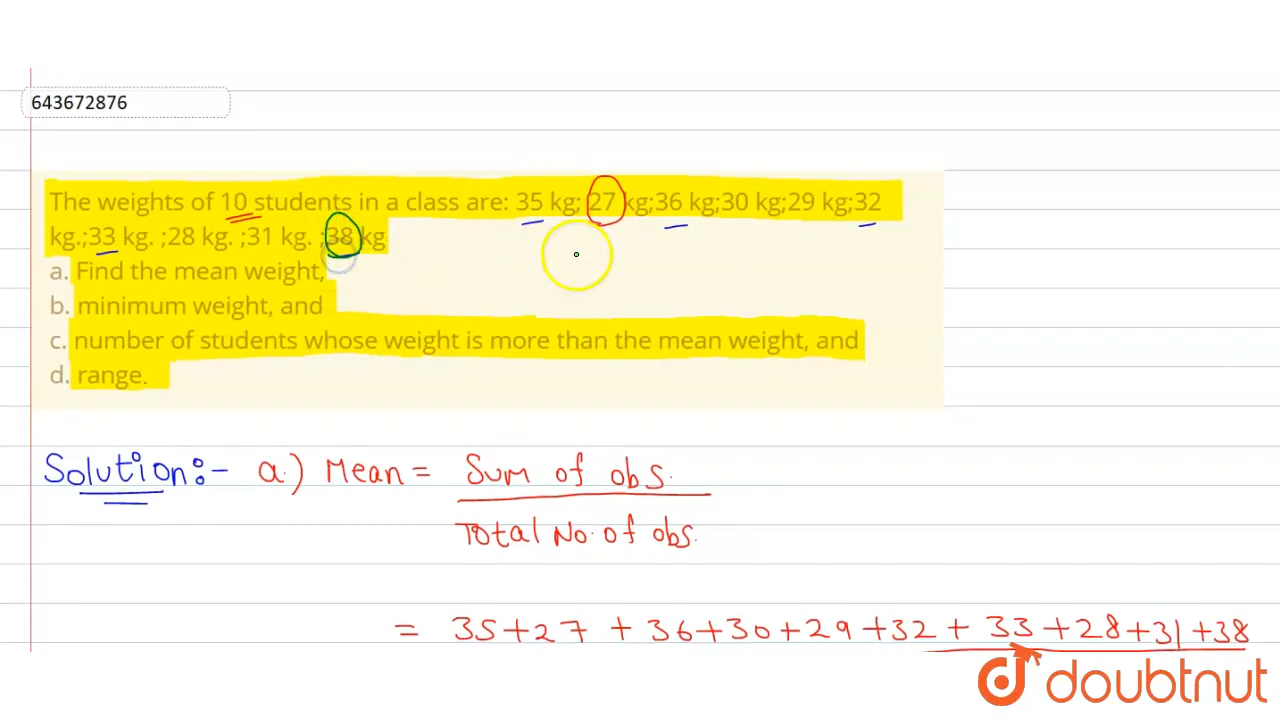 643672876
The weights of 10 students in a class are: 35 kg; 27 kg;36 kg;30 kg;29 kg;32
kg.;33 kg. ;28 kg. ;31 kg. ;38 kg
a. Find the mean weight,
b. minimum weight, and
c. number of students whose weight is more than the mean weight, and
d. range.
Solution:- a.) Mean = Sum of obs.
Total No. of obs.
= 35+27 + 36+30+29+32 + 33+28+31+38
doubtnut